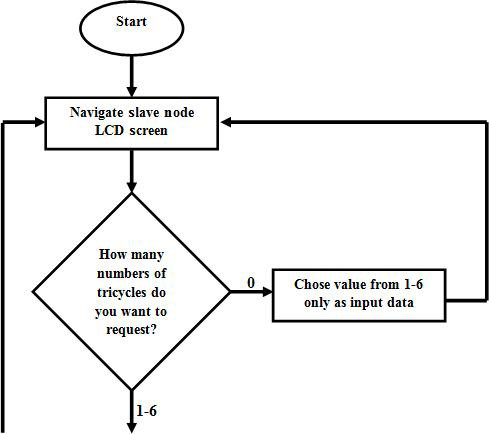 Start
Navigate slave node
LCD screen
How many
numbers of
tricycles do
you want to
request?
0
Chose value from 1-6
only as input data
1-6